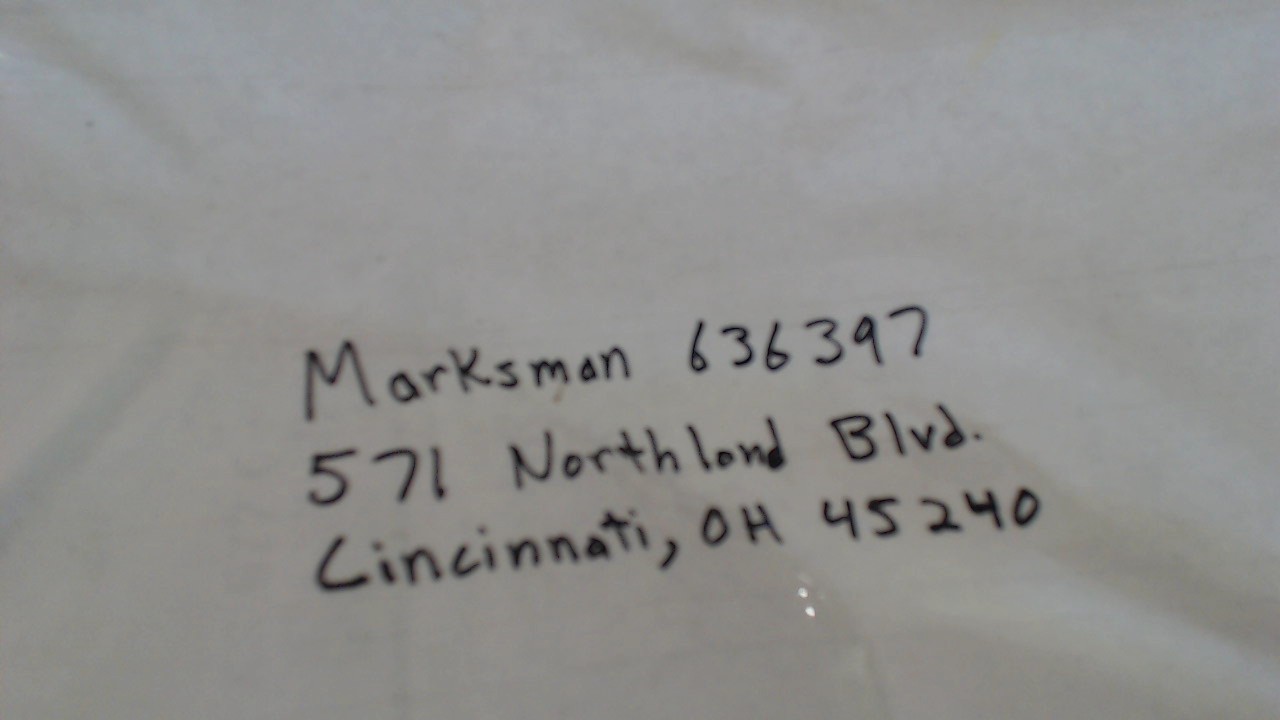 Marksman 636397
571 Northland Blvd.
Cincinnati, OH 45240